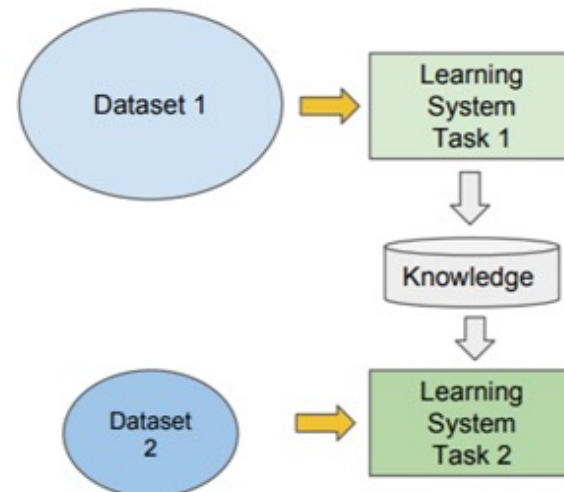 Dataset 1
Learning
System
Task 1
Knowledge
Dataset
2
Learning
System
Task 2